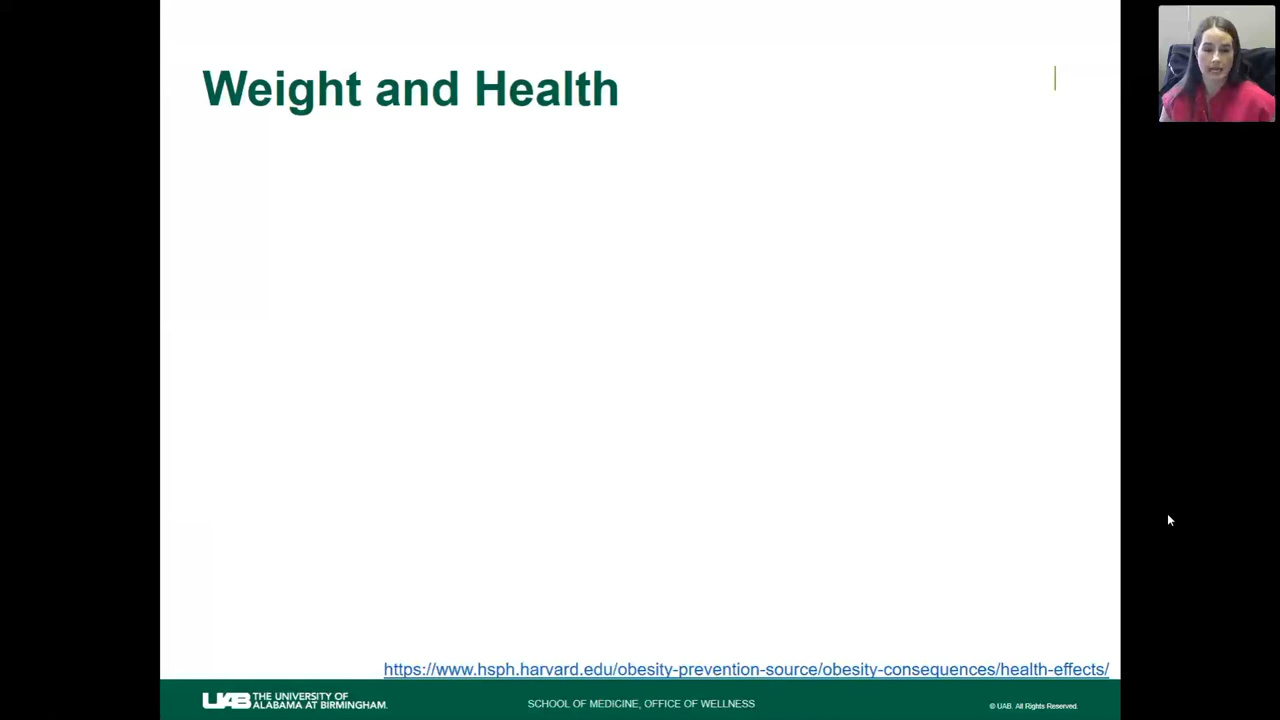 Weight and Health
https://www.hsph.harvard.edu/obesity-prevention-source/obesity-consequences/health-effects/
UAB THE UNIVERSITY OF
ALABAMA AT BIRMINGHAM.
SCHOOL OF MEDICINE, OFFICE OF WELLNESS
© UAB. All Rights Reserved.